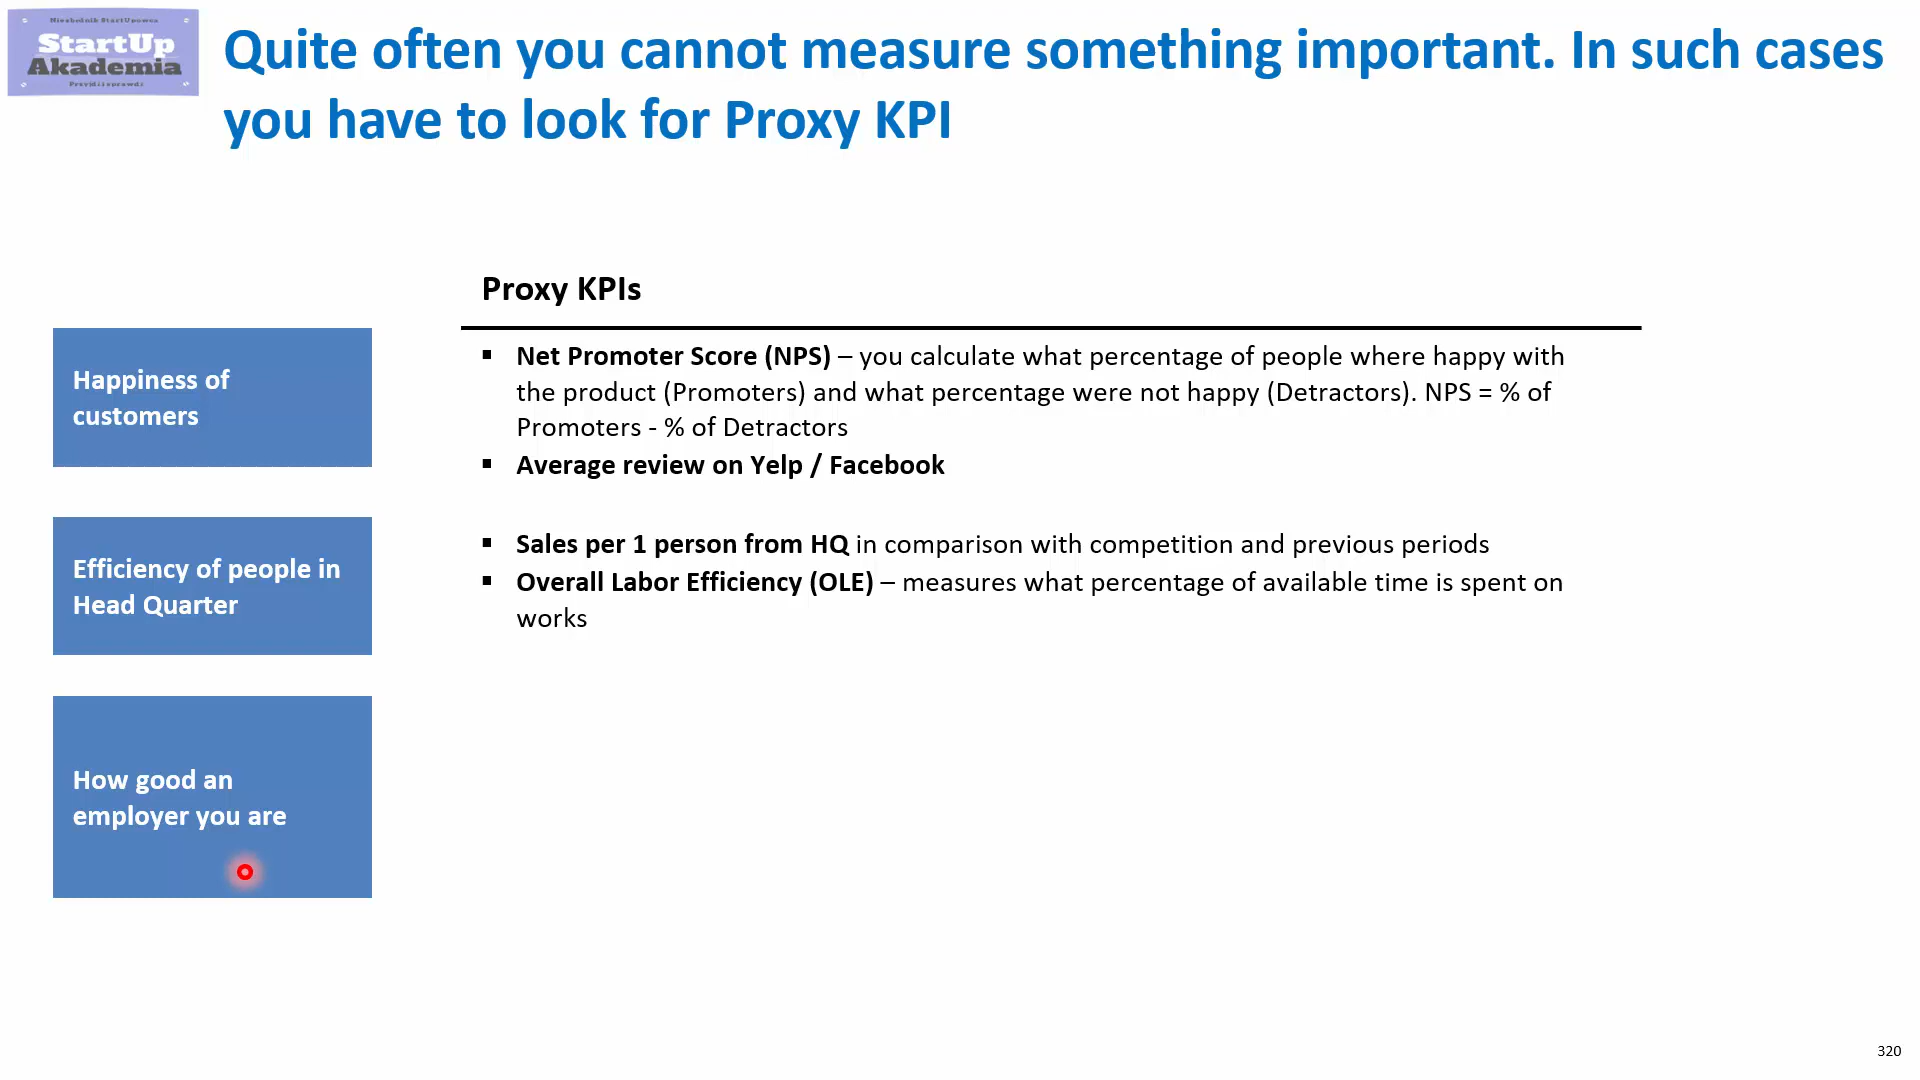 StartUp
Akademia
Quite often you cannot measure something important. In such cases
you have to look for Proxy KPI
Proxy KPIs
Happiness of
customers
▪ Net Promoter Score (NPS) – you calculate what percentage of people where happy with
the product (Promoters) and what percentage were not happy (Detractors). NPS = % of
Promoters - % of Detractors
▪ Average review on Yelp / Facebook
Efficiency of people in
Head Quarter
▪ Sales per 1 person from HQ in comparison with competition and previous periods
▪ Overall Labor Efficiency (OLE) – measures what percentage of available time is spent on
works
How good an
employer you are
320